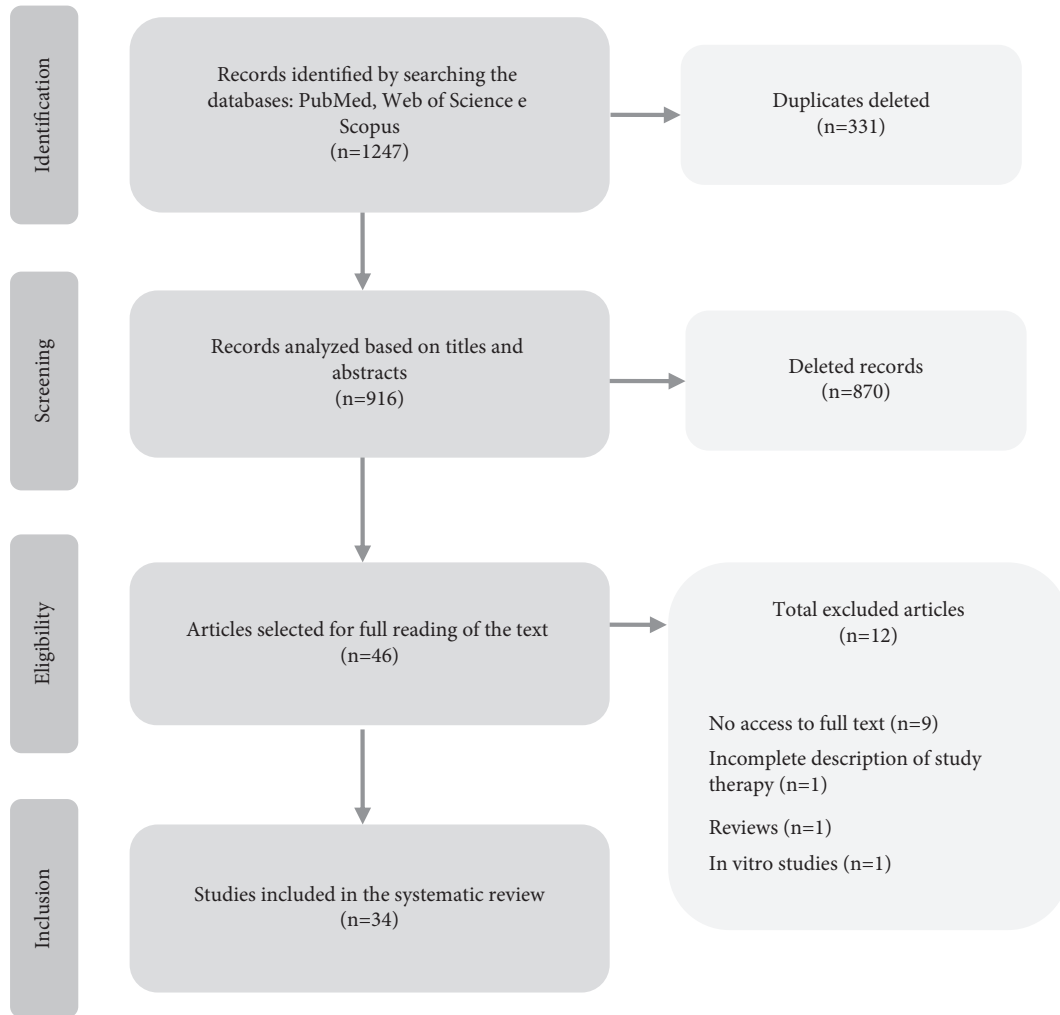 Identification
Records identified by searching the
databases: PubMed, Web of Science e
Scopus
(n=1247)
Duplicates deleted
(n=331)
Screening
Records analyzed based on titles and
abstracts
(n=916)
Deleted records
(n=870)
Eligibility
Articles selected for full reading of the text
(n=46)
Total excluded articles
(n=12)
No access to full text (n=9)
Incomplete description of study
therapy (n=1)
Reviews (n=1)
In vitro studies (n=1)
Inclusion
Studies included in the systematic review
(n=34)